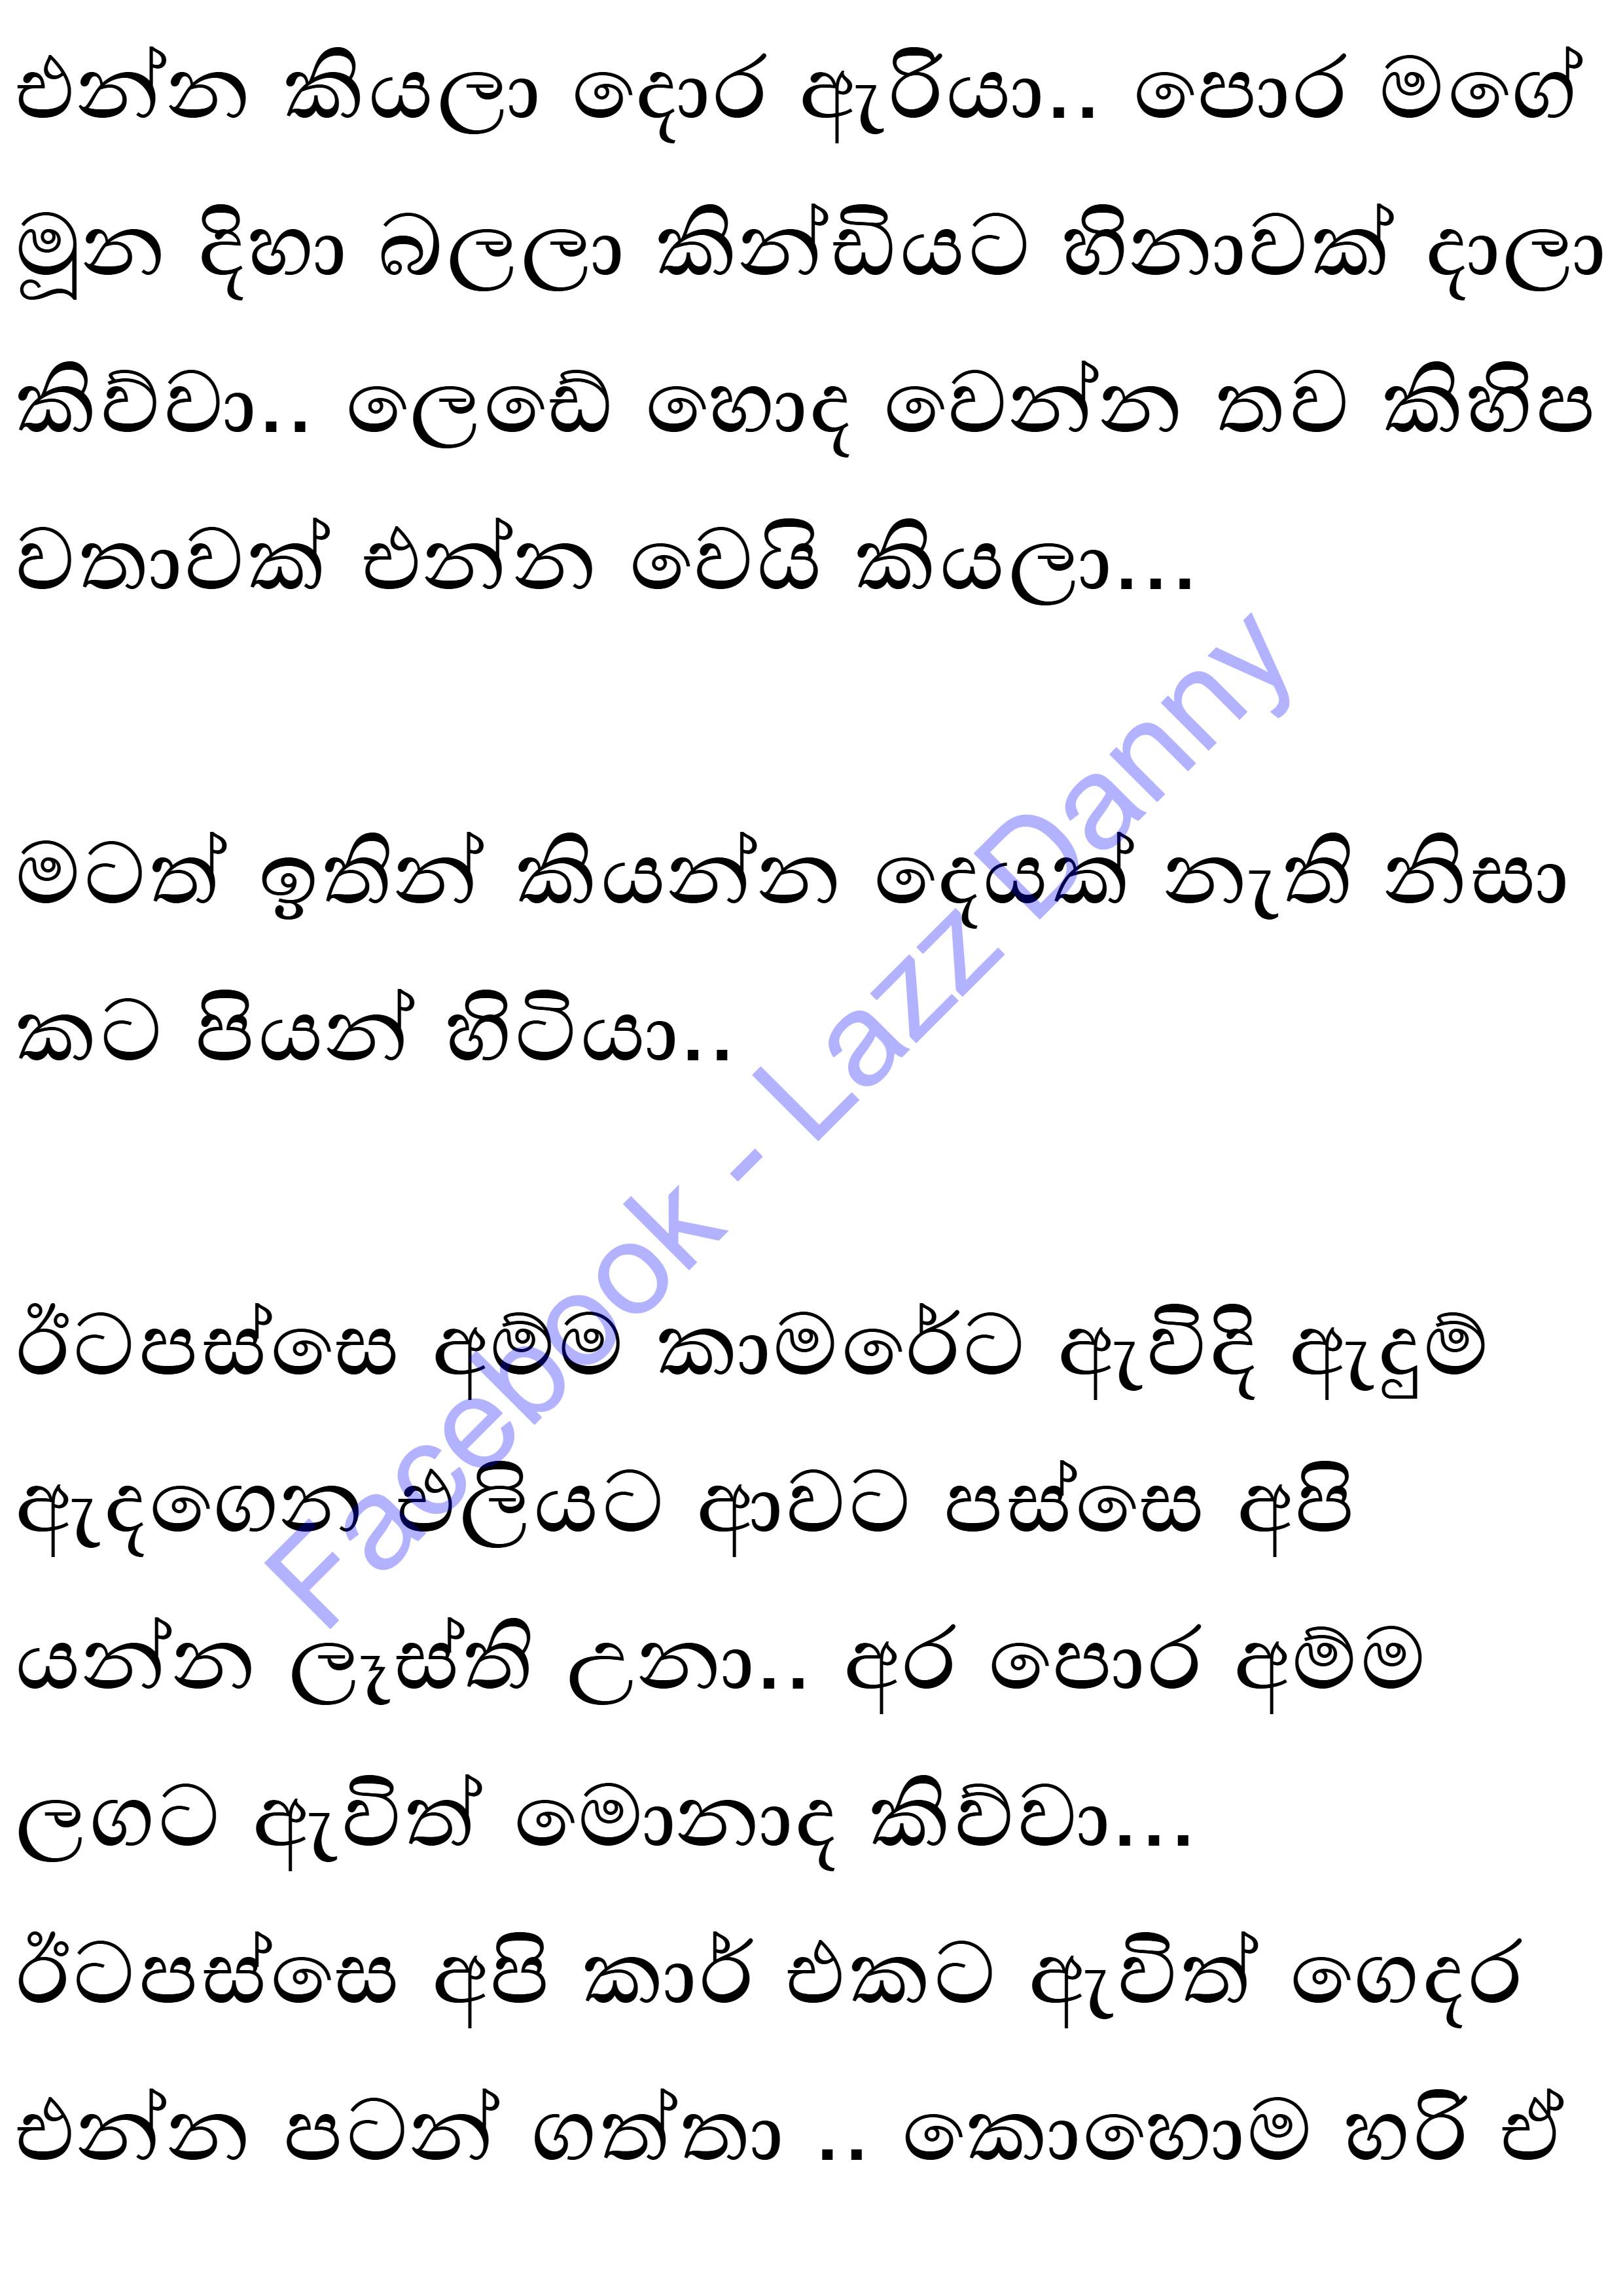 එන්න කියලා දොර ඇරියා.. පොර මගේ
මූන දිහා බලලා කින්ඩියට හිනාවක් දාලා
කිව්වා.. ලෙඩේ හොද වෙන්න තව කිහිප
වතාවක් එන්න වෙයි කියලා...
මටත් ඉතින් කියන්න දෙයක් නැති නිසා
කට පියන් හිටියා..
ඊටපස්සෙ අම්ම කාමරේට ඇවිදි ඇදුම්
ඇදගෙන එලියට ආවට පස්සෙ අපි
යන්න ලෑස්ති උනා.. අර පොර අම්ම
ලගට ඇවිත් මොනාද කිව්වා...
ඊටපස්සෙ අපි කාර් එකට ඇවිත් ගෙදර
එන්න පටන් ගත්තා .. කොහොම හරි ඒ
Facebook - Lazz Danny